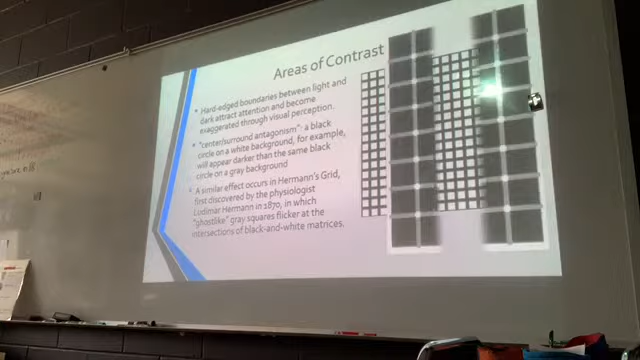 Areas of Contrast
Hard-edged boundaries between light and
dark attract attention and become
exaggerated through visual perception.
"center/surround antagonism": a black
circle on a white background, for example,
will appear darker than the same black
circle on a gray background
A similar effect occurs in Hermann's Grid,
first discovered by the physiologist
Ludimar Hermann in 1870, in which
"ghostlike" gray squares flicker at the
intersections of black-and-white matrices.